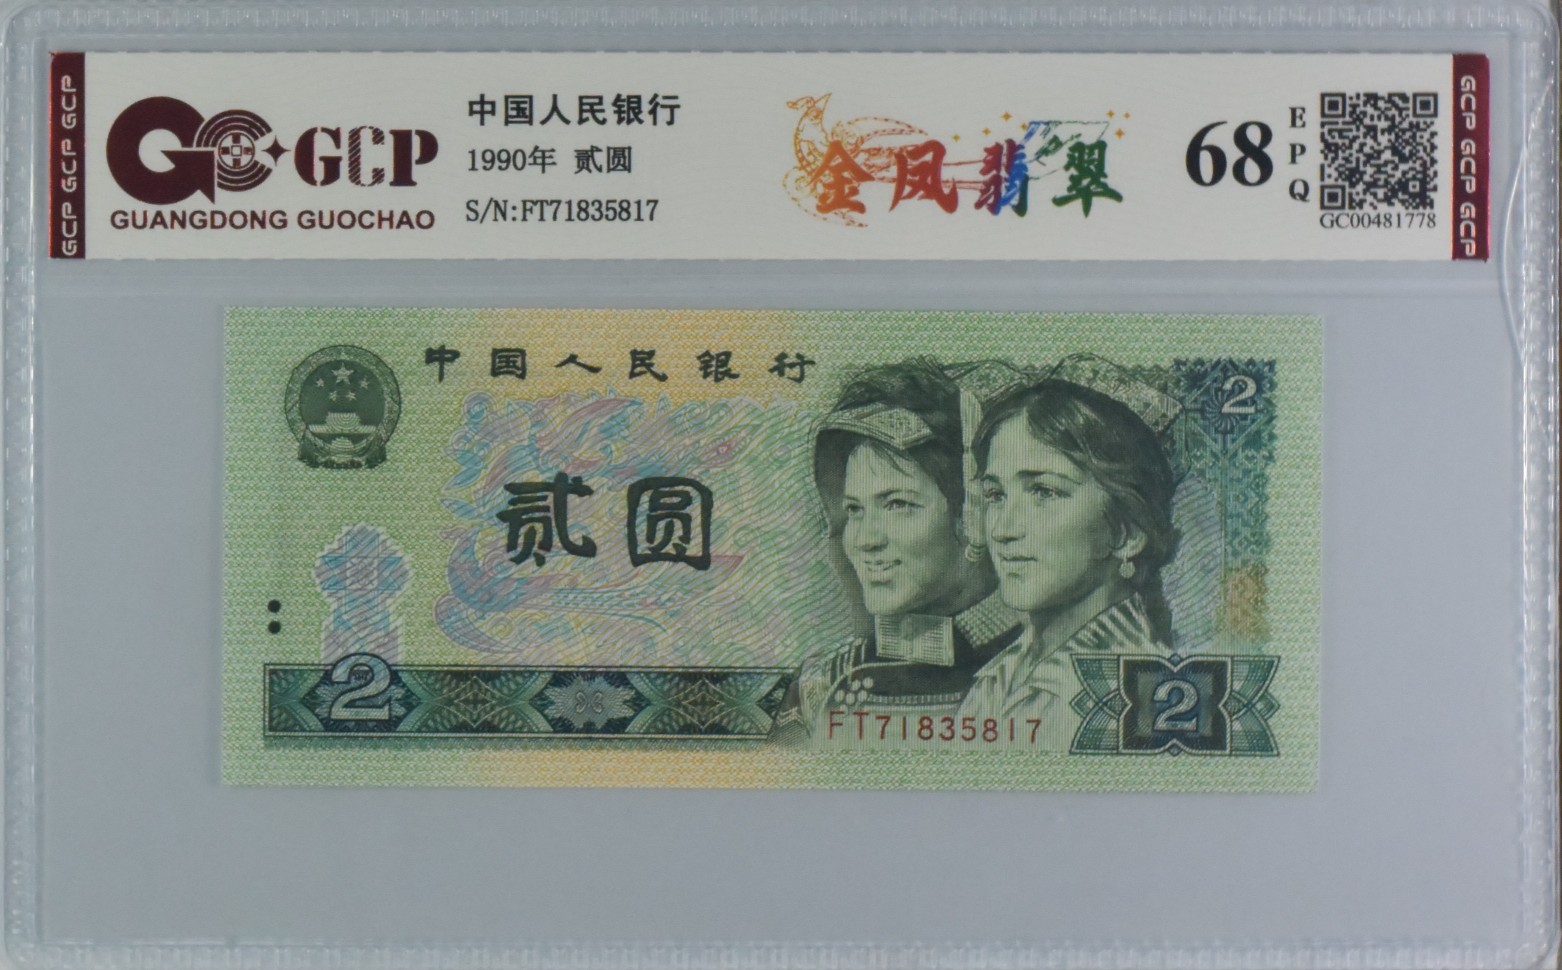 GCP GCP GCP
GCP
GUANGDONG GUOCHAO
中国人民银行
1990年 贰圆
S/N:FT71835817
金凤翡翠
68
EPQ
GC00481778
GCP GCP GCP
中国人民银行
2
贰圆
2
FT71835817
2